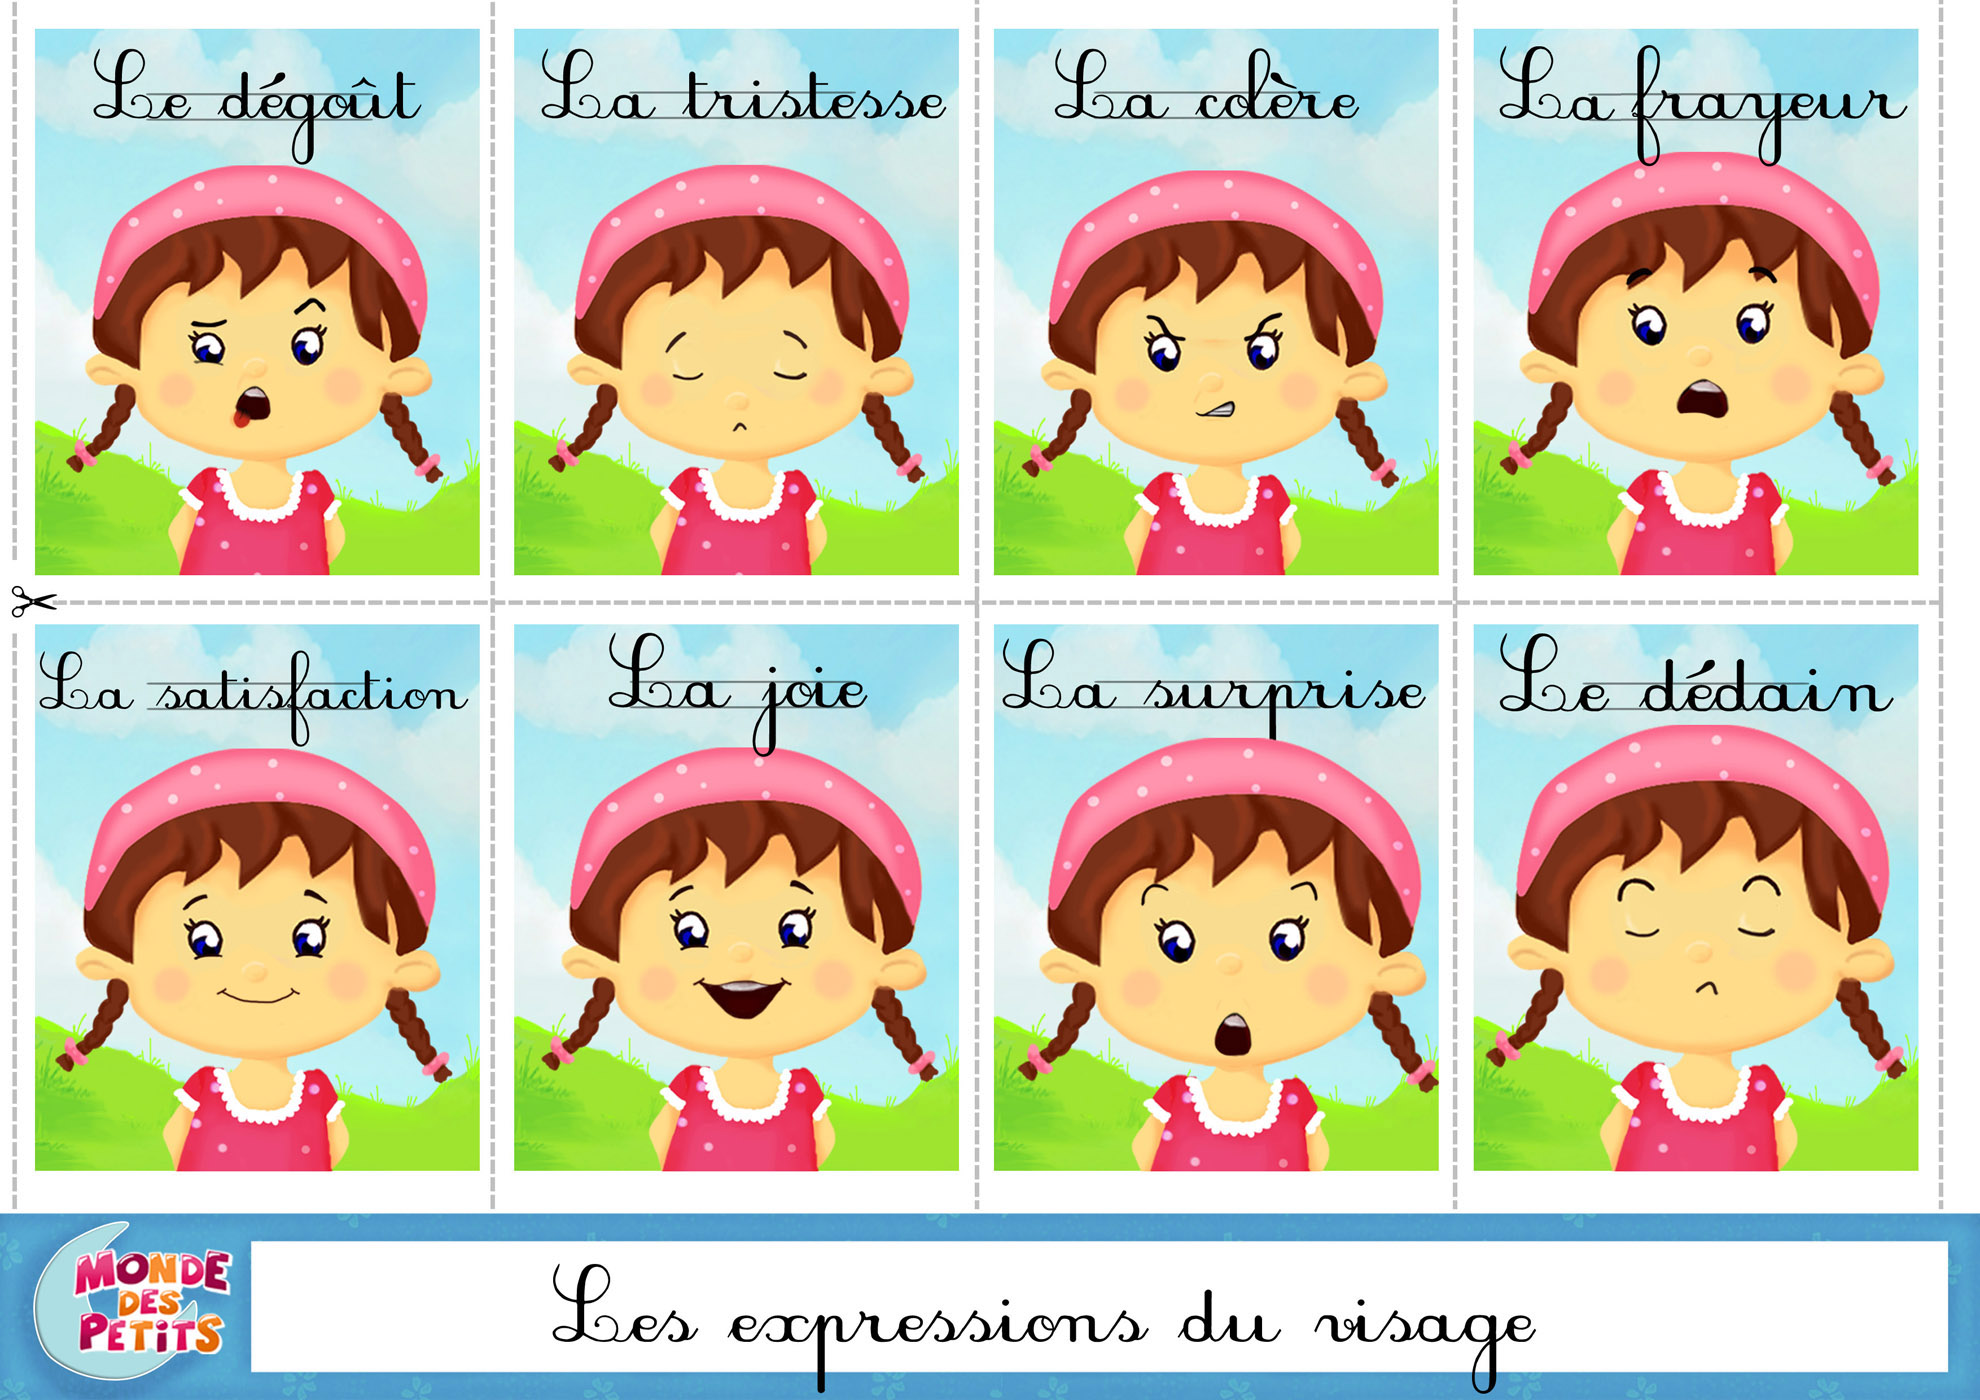 Le dégoût
La tristesse
La colère
La frayeur
La satisfaction
La joie
La surprise
Le dédain
MONDE
DES
PETITS
Les expressions du visage